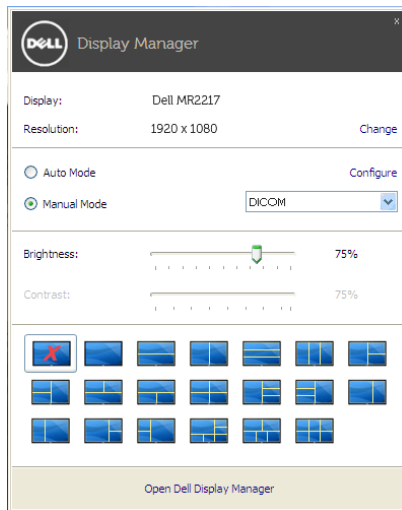 x
DELL Display Manager
Display: Dell MR2217
Resolution: 1920 x 1080 Change
Auto Mode Configure
Manual Mode DICOM
Brightness: 75%
Contrast: 75%
Open Dell Display Manager